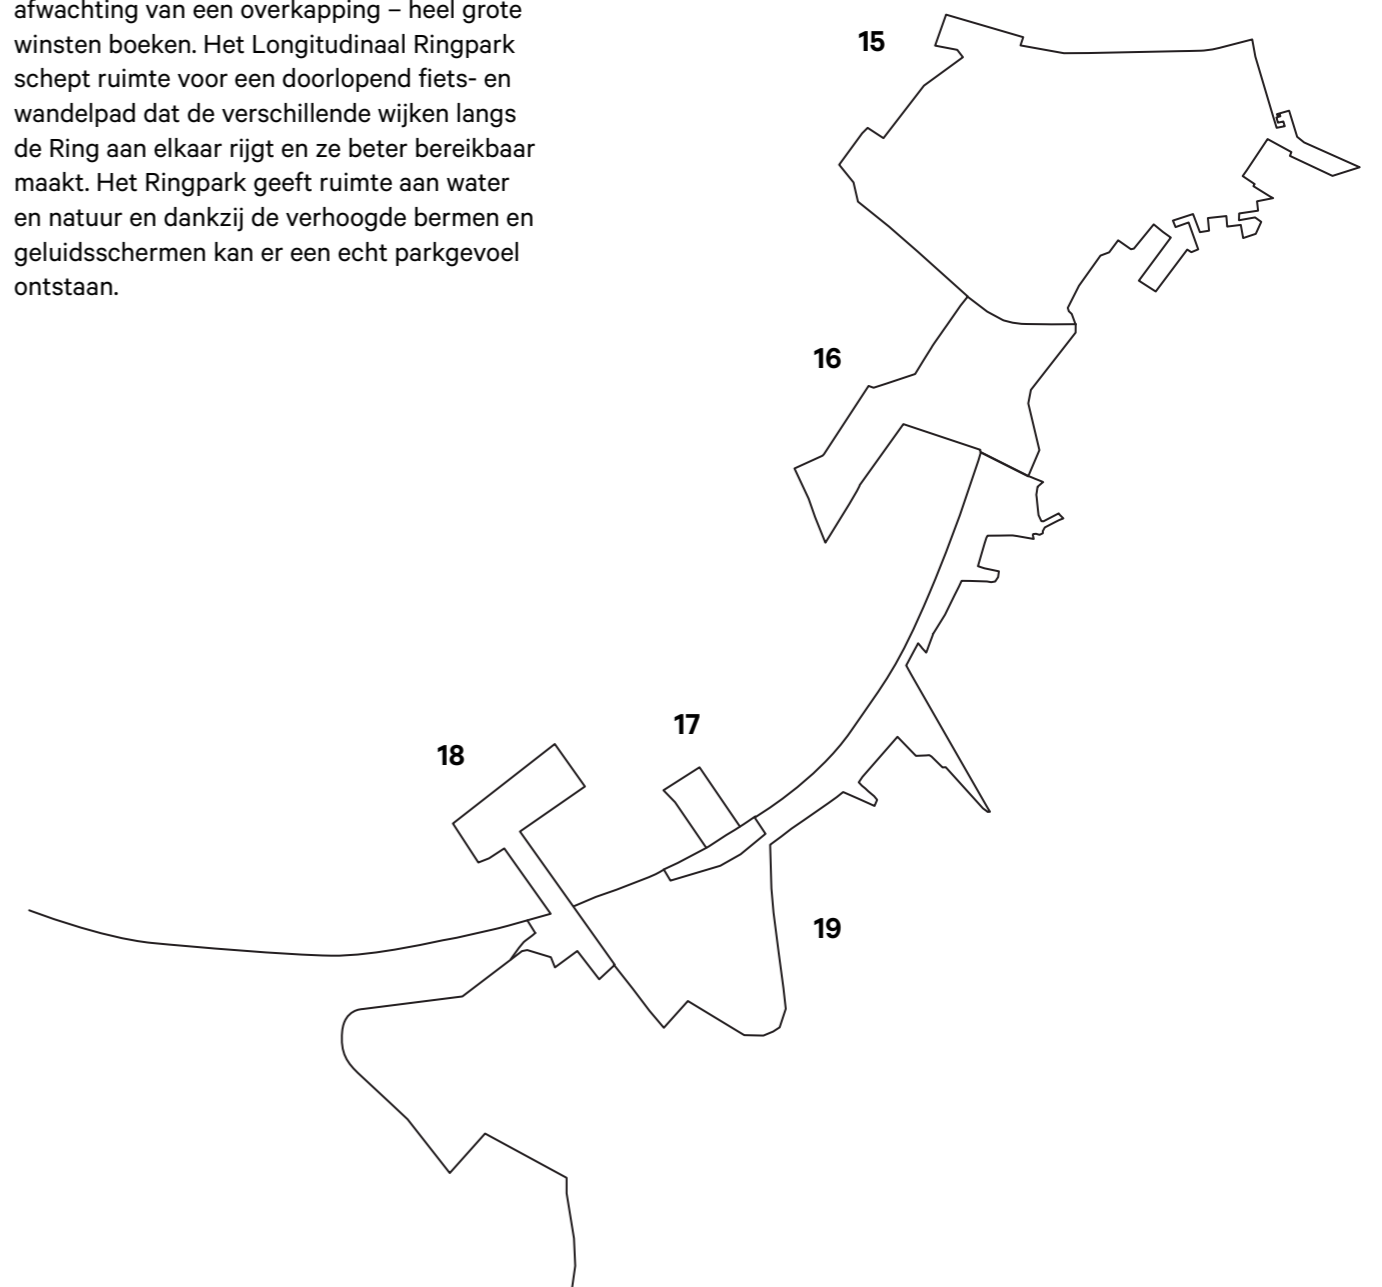 afwachting van een overkapping – heel grote
winsten boeken. Het Longitudinaal Ringpark
schept ruimte voor een doorlopend fiets- en
wandelpad dat de verschillende wijken langs
de Ring aan elkaar rijgt en ze beter bereikbaar
maakt. Het Ringpark geeft ruimte aan water
en natuur en dankzij de verhoogde bermen en
geluidsschermen kan er een echt parkgevoel
ontstaan.
15
16
17
18
19